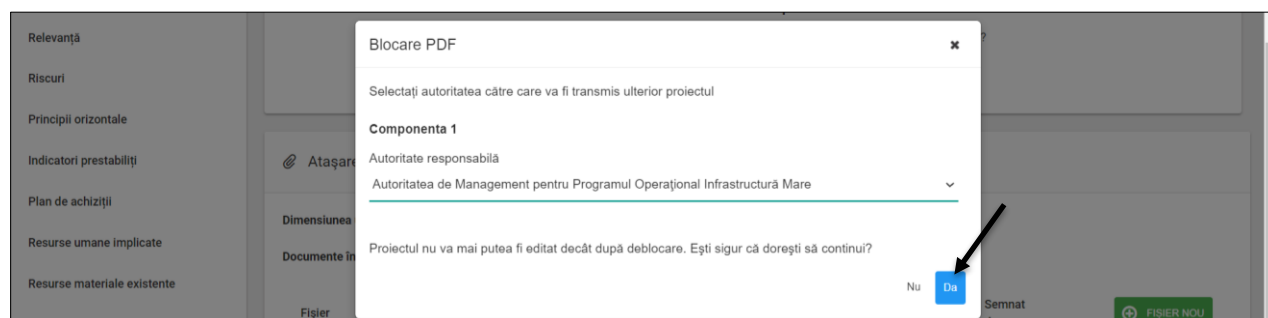 Relevanță
Riscuri
Principii orizontale
Indicatori prestabiliți
Plan de achiziții
Resurse umane implicate
Resurse materiale existente
Blocare PDF
?
Selectați autoritatea către care va fi transmis ulterior proiectul
Componenta 1
Autoritate responsabilă
Autoritatea de Management pentru Programul Operațional Infrastructură Mare
Proiectul nu va mai putea fi editat decât după deblocare. Ești sigur că dorești să continui?
Nu Da
Atașare
Dimensiunea
Documente în
Fișier
Semnat
FISIER NOU